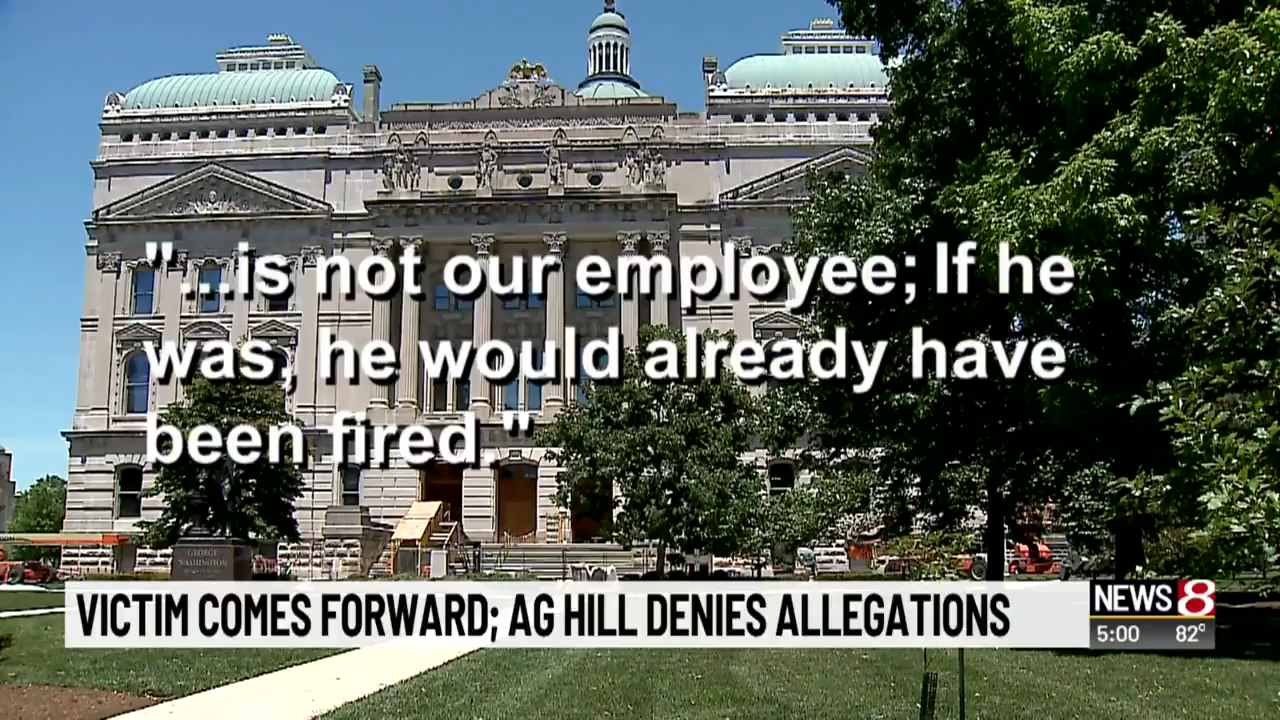 "...is not our employee; If he
was, he would already have
been fired."
GEORGE
WASHINGTON
VICTIM COMES FORWARD; AG HILL DENIES ALLEGATIONS
NEWS 8
5:00 82°